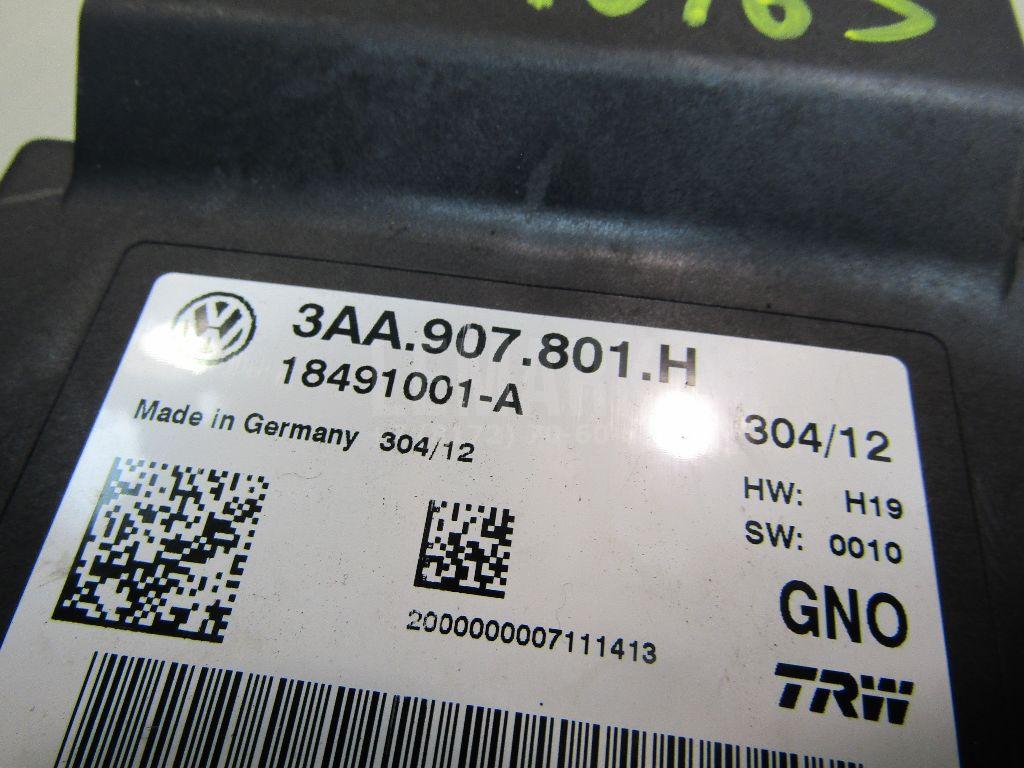 3AA.907.801.H
18491001-A
Made in Germany 304/12
304/12
HW: H19
SW: 0010
2000000007111413
GNO
TRW